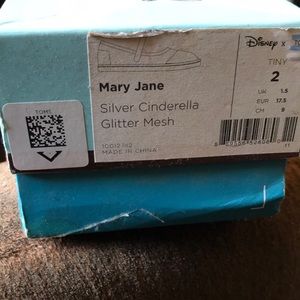 Disney x
TINY
2
Mary Jane
UK 1.5
Silver Cinderella
EUR 17.5
Glitter Mesh
CM 9
TOMS
MADE IN CHINA